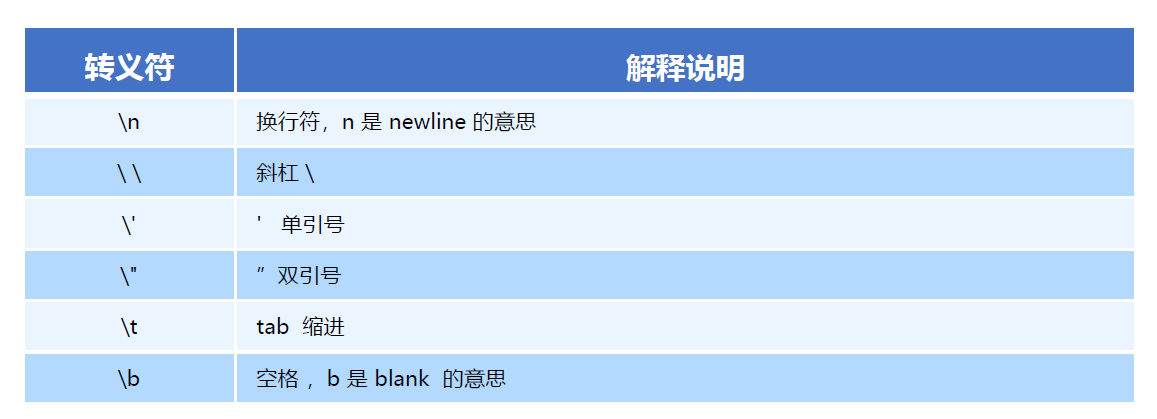 转义符 解释说明
\n 换行符，n 是 newline 的意思
\ \ 斜杠 \
\' ' 单引号
\" ”双引号
\t tab 缩进
\b 空格 ，b 是 blank 的意思